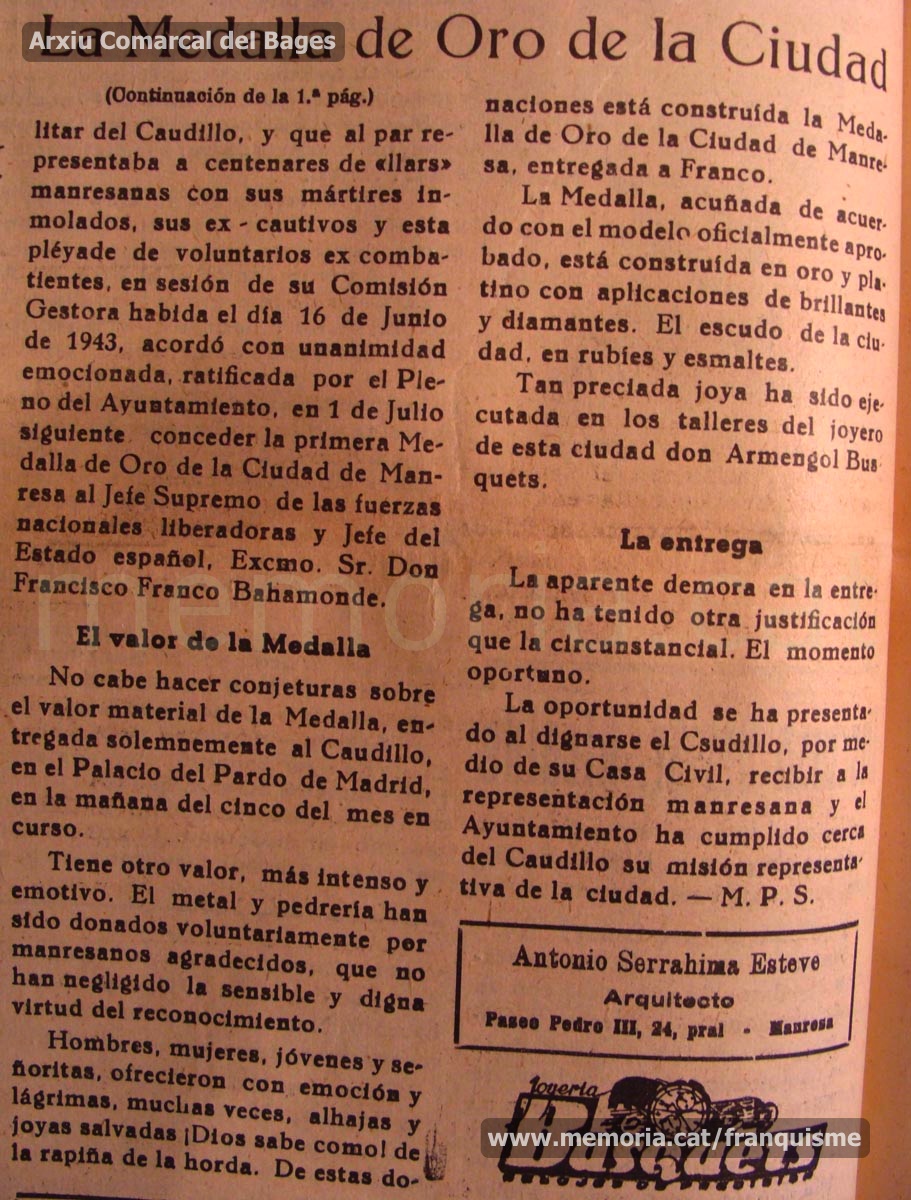 Arxiu Comarcal del Bages
La Medalla de Oro de la Ciudad
(Continuación de la 1.ª pág.)
litar del Caudillo, y que al par re-
presentaba a centenares de «llars»
manresanas con sus mártires in-
molados, sus ex-cautivos y esta
pléyade de voluntarios ex comba-
tientes, en sesión de su Comisión
Gestora habida el día 16 de Junio
de 1943, acordó con unanimidad
emocionada, ratificada por el Ple-
no del Ayuntamiento, en 1 de Julio
siguiente conceder la primera Me-
dalla de Oro de la Ciudad de Man-
resa al Jefe Supremo de las fuerzas
nacionales liberadoras y Jefe del
Estado español, Excmo. Sr. Don
Francisco Franco Bahamonde.
El valor de la Medalla
No cabe hacer conjeturas sobre
el valor material de la Medalla, en-
tregada solemnemente al Caudillo,
en el Palacio del Pardo de Madrid,
en la mañana del cinco del mes en
curso.
Tiene otro valor, más intenso y
emotivo. El metal y pedrería han
sido donados voluntariamente por
manresanos agradecidos, que no
han negligido la sensible y digna
virtud del reconocimiento.
Hombres, mujeres, jóvenes y se-
ñoritas, ofrecieron con emoción y
lágrimas, muchas veces, alhajas y
joyas salvadas ¡Dios sabe como! de
la rapiña de la horda. De estas do-
naciones está construída la Meda-
lla de Oro de la Ciudad de Manre-
sa, entregada a Franco.
La Medalla, acuñada de acuer-
do con el modelo oficialmente apro-
bado, está construída en oro y pla-
tino con aplicaciones de brillantes
y diamantes. El escudo de la ciu-
dad, en rubíes y esmaltes.
Tan preciada joya ha sido eje-
cutada en los talleres del joyero
de esta ciudad don Armengol Bus
quets.
La entrega
La aparente demora en la entre-
ga, no ha tenido otra justificación
que la circunstancial. El momento
oportuno.
La oportunidad se ha presenta-
do al dignarse el Csudillo, por me-
dio de su Casa Civil, recibir a la
representación manresana y el
Ayuntamiento ha cumplido cerca
del Caudillo su misión representa-
tiva de la ciudad. — M. P. S.
Antonio Serrahima Esteve
Arquitecto
Paseo Pedro III, 24, pral - Manresa
Joyería
Busquets
www.memoria.cat/franquisme